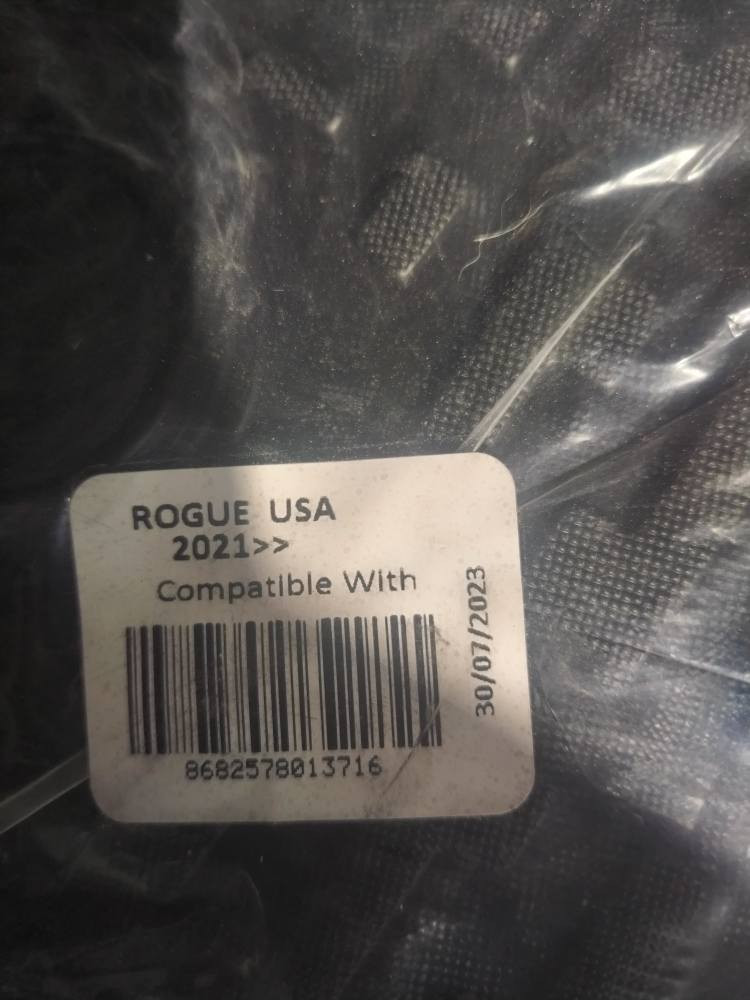 ROGUE USA
2021>>
Compatible With
8682578013716
30/07/2023